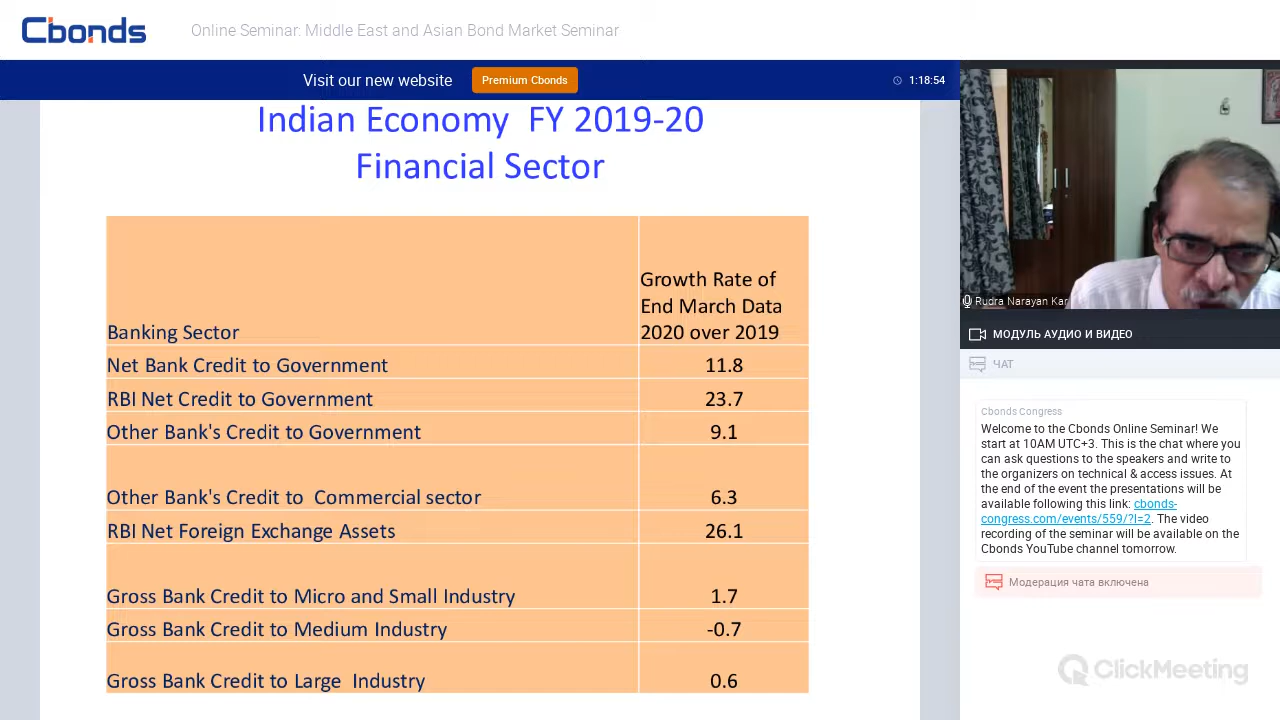 Cbonds
Online Seminar: Middle East and Asian Bond Market Seminar
Visit our new website
Premium Cbonds
1:18:54
Indian Economy FY 2019-20
Financial Sector
Banking Sector
Growth Rate of
End March Data
2020 over 2019
Net Bank Credit to Government 11.8
RBI Net Credit to Government 23.7
Other Bank's Credit to Government 9.1
Other Bank's Credit to Commercial sector 6.3
RBI Net Foreign Exchange Assets 26.1
Gross Bank Credit to Micro and Small Industry 1.7
Gross Bank Credit to Medium Industry -0.7
Gross Bank Credit to Large Industry 0.6
Rudra Narayan Kar
МОДУЛЬ АУДИО И ВИДЕО
ЧАТ
Cbonds Congress
Welcome to the Cbonds Online Seminar! We
start at 10AM UTC+3. This is the chat where you
can ask questions to the speakers and write to
the organizers on technical & access issues. At
the end of the event the presentations will be
available following this link: cbonds-
congress.com/events/559/?l=2. The video
recording of the seminar will be available on the
Cbonds YouTube channel tomorrow.
Модерация чата включена
ClickMeeting